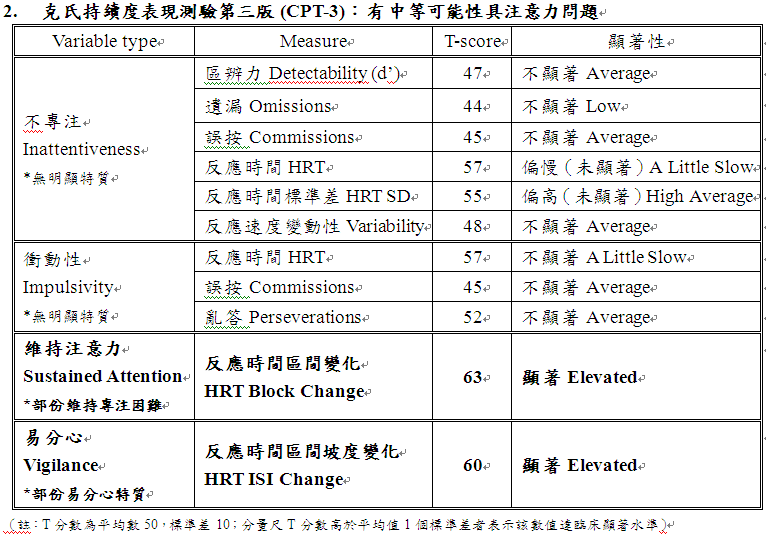 2. 克氏持續度表現測驗第三版 (CPT-3)：有中等可能性具注意力問題
Variable type Measure T-score 顯著性
不專注
Inattentiveness
*無明顯特質
區辨力 Detectability (d’) 47 不顯著 Average
遺漏 Omissions 44 不顯著 Low
誤按 Commissions 45 不顯著 Average
反應時間 HRT 57 偏慢（未顯著）A Little Slow
反應時間標準差 HRT SD 55 偏高（未顯著）High Average
反應速度變動性 Variability 48 不顯著 Average
衝動性
Impulsivity
*無明顯特質
反應時間 HRT 57 不顯著 A Little Slow
誤按 Commissions 45 不顯著 Average
亂答 Perseverations 52 不顯著 Average
維持注意力
Sustained Attention
*部份維持專注困難
反應時間區間變化
HRT Block Change
63 顯著 Elevated
易分心
Vigilance
*部份易分心特質
反應時間區間坡度變化
HRT ISI Change
60 顯著 Elevated
（註：T 分數為平均數 50，標準差 10；分量尺 T 分數高於平均值 1 個標準差者表示該數值達臨床顯著水準）